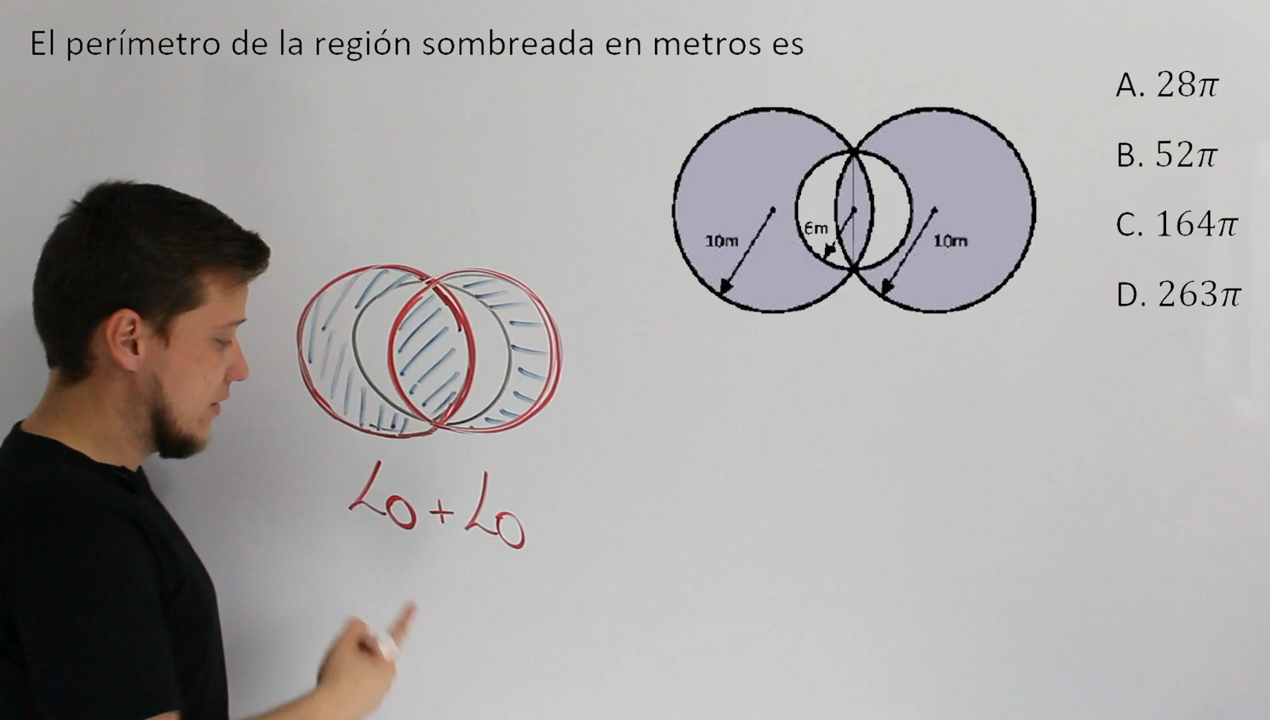 El perímetro de la región sombreada en metros es
A. 28π
B. 52π
C. 164π
D. 263π
10m
6m
10m
Lo + Lo